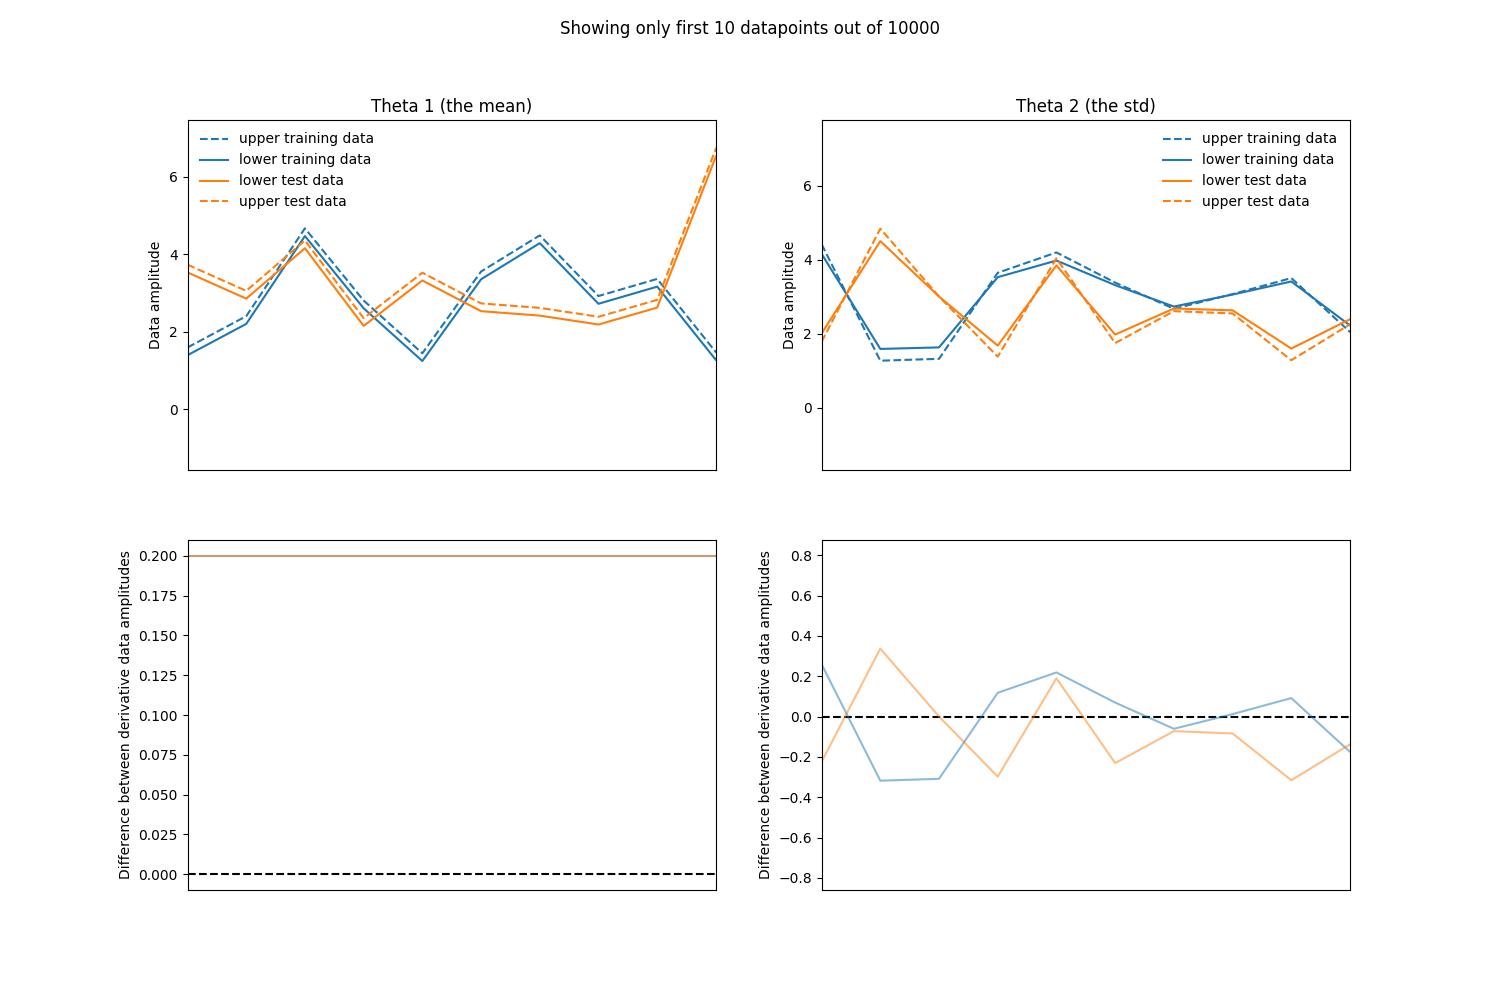 Showing only first 10 datapoints out of 10000
Theta 1 (the mean)
Data amplitude
6
4
2
0
upper training data
lower training data
lower test data
upper test data
Theta 2 (the std)
Data amplitude
6
4
2
0
upper training data
lower training data
lower test data
upper test data
Difference between derivative data amplitudes
0.200
0.175
0.150
0.125
0.100
0.075
0.050
0.025
0.000
Difference between derivative data amplitudes
0.8
0.6
0.4
0.2
0.0
−0.2
−0.4
−0.6
−0.8